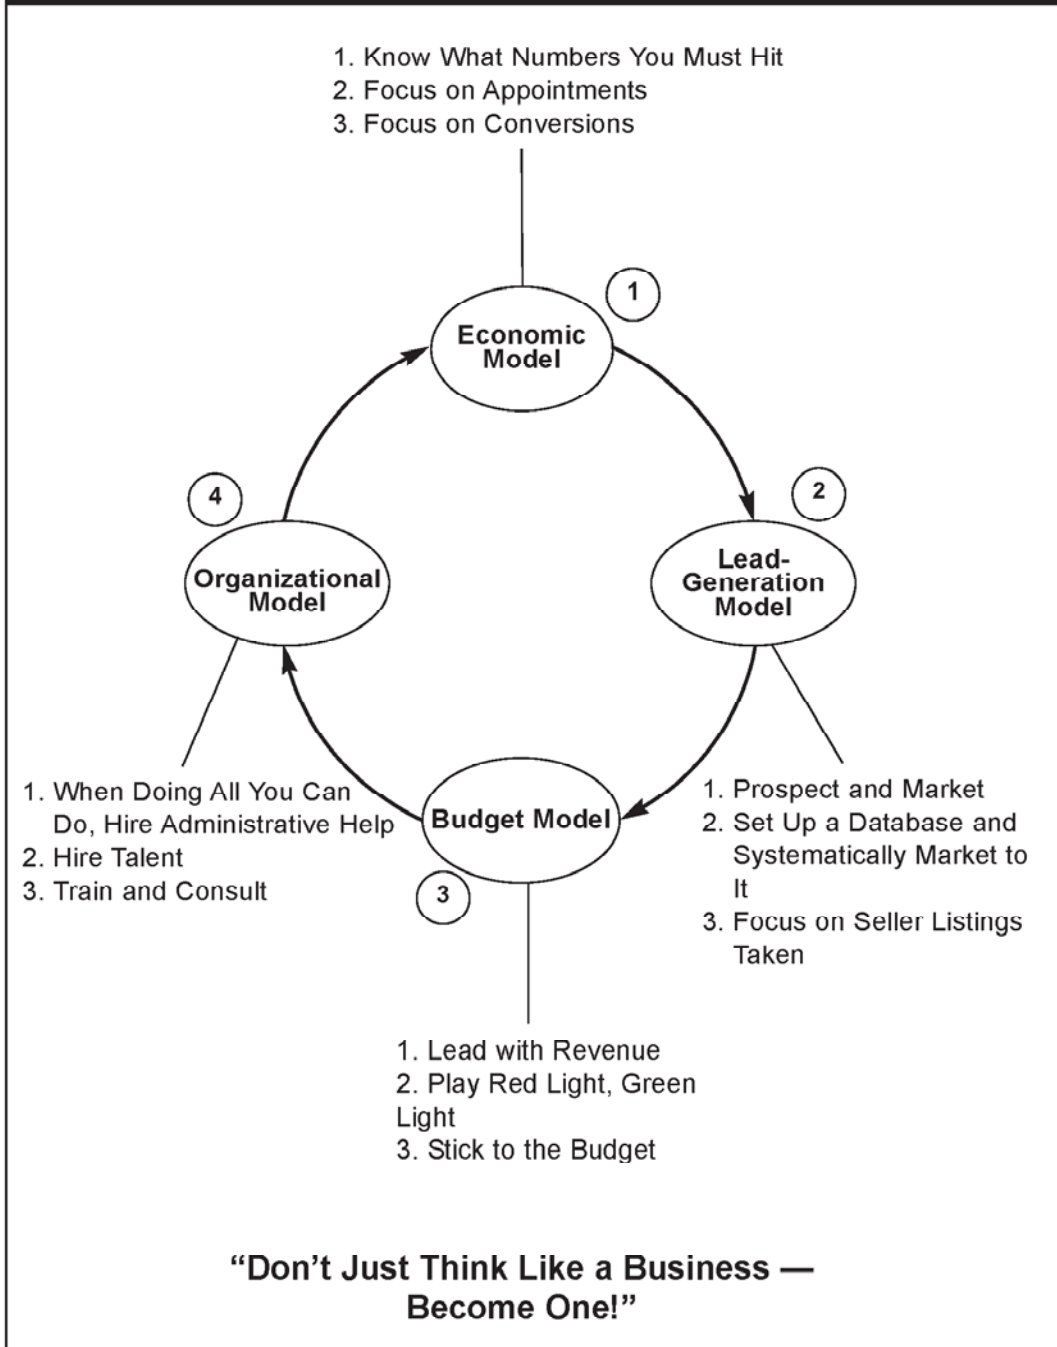 1. Know What Numbers You Must Hit
2. Focus on Appointments
3. Focus on Conversions
1
Economic
Model
2
Lead-
Generation
Model
1. Prospect and Market
2. Set Up a Database and
Systematically Market to
It
3. Focus on Seller Listings
Taken
Budget Model
3
1. Lead with Revenue
2. Play Red Light, Green
Light
3. Stick to the Budget
4
Organizational
Model
1. When Doing All You Can
Do, Hire Administrative Help
2. Hire Talent
3. Train and Consult
“Don’t Just Think Like a Business —
Become One!”